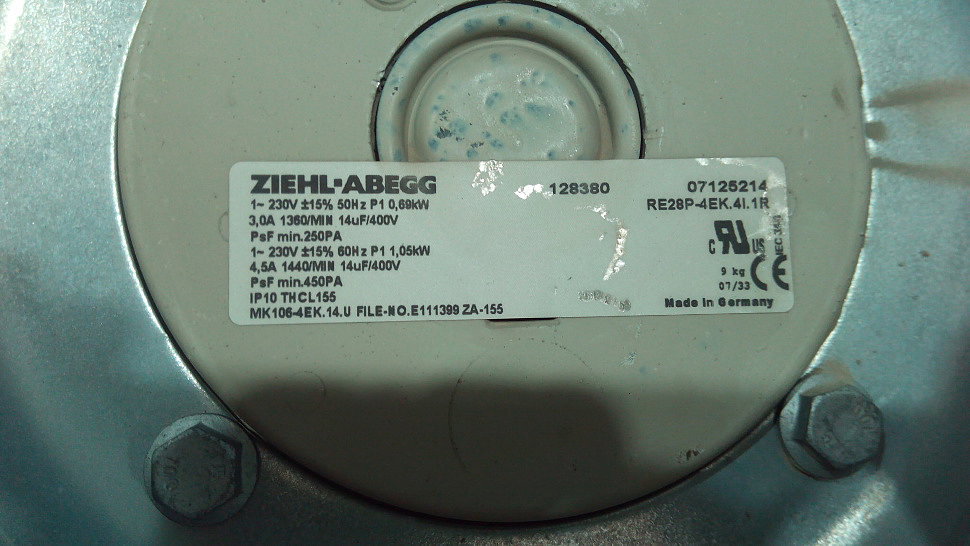 ZIEHL-ABEGG
128380
07125214
RE28P-4EK.4I.1R
1~ 230V ±15% 50Hz P1 0,69kW
3,0A 1360/MIN 14uF/400V
PsF min.250PA
1~ 230V ±15% 60Hz P1 1,05kW
4,5A 1440/MIN 14uF/400V
PsF min.450PA
IP10 THCL155
MK106-4EK.14.U FILE-NO.E111399 ZA-155
c RU US
CE
9 kg
07/33
Made in Germany